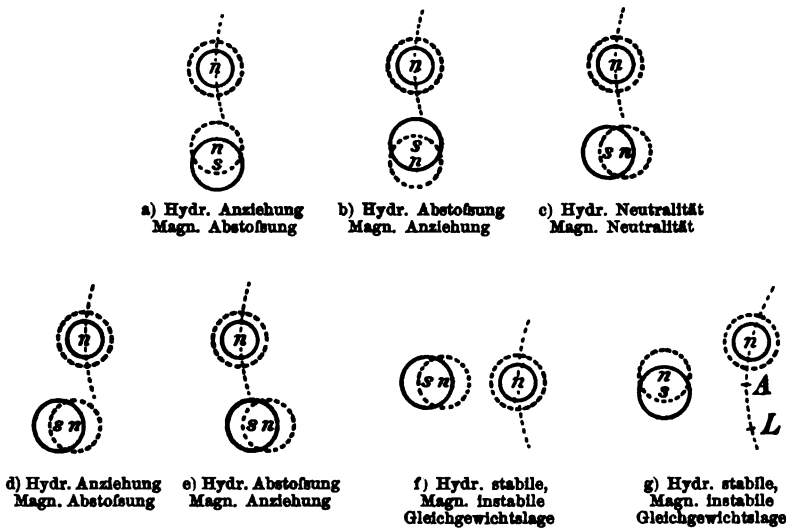 n
n
n
n
s
s
n
s n
a) Hydr. Anziehung
Magn. Abstoſsung
b) Hydr. Abstoſsung
Magn. Anziehung
c) Hydr. Neutralität
Magn. Neutralität
n
n
s n
s n
s n
n
n
s
n
A
L
d) Hydr. Anziehung
Magn. Abstoſsung
e) Hydr. Abstoſsung
Magn. Anziehung
f) Hydr. stabile,
Magn. instabile
Gleichgewichtslage
g) Hydr. stabile,
Magn. instabile
Gleichgewichtslage